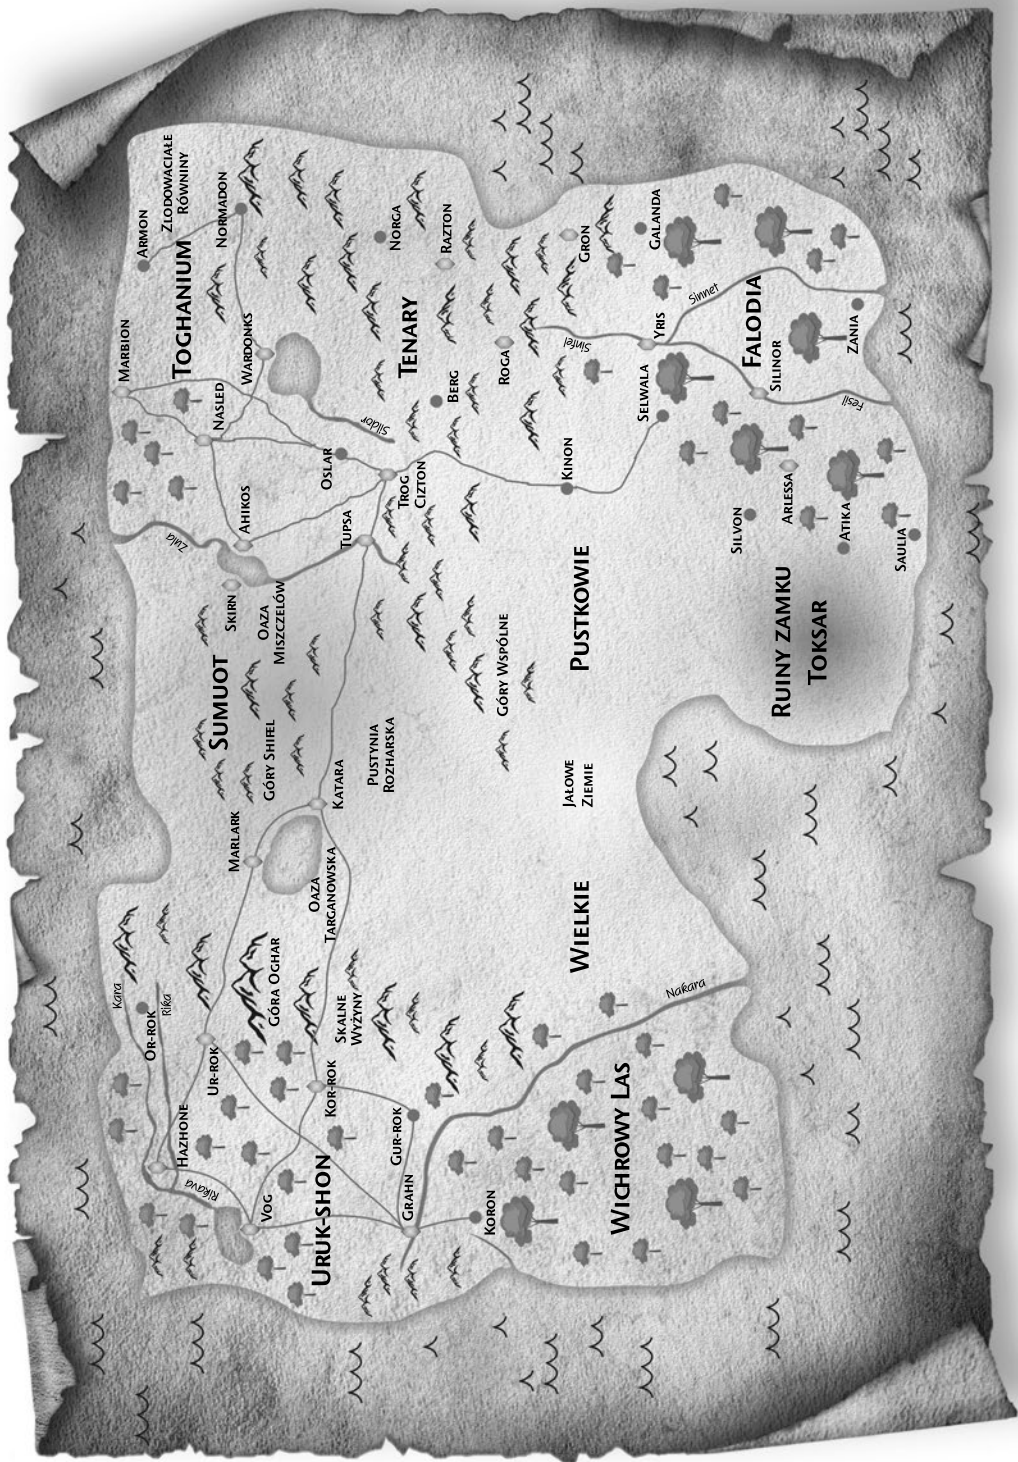 Kara
Or-Rok
Rika
Hazhone
Ur-Rok
Rikava
Vog
Góra Oghar
Kor-Rok
Skalne
Wyżyny
Uruk-Shon
Gur-Rok
Grahn
Koron
Wichrowy Las
Nakara
Marlark
Oaza
Targanowska
Katara
Góry Shifel
Sumuot
Pustynia
Rozharska
Skirn
Oaza
Miszczelów
Zula
Ahikos
Tupsa
Góry Wspólne
Wielkie
Jałowe
Ziemie
Pustkowie
Marbion
Nasled
Oslar
Trog
Cizton
Sildor
Wardonks
Toghanium
Armon
Zlodowaciałe
Równiny
Normadon
Tenary
Norga
Razton
Berg
Roga
Kinon
Gron
Galanda
Sinfel
Yris
Sinnet
Selwala
Falodia
Silinor
Zania
Fesil
Silvon
Arlessa
Atika
Saulia
Ruiny Zamku
Toksar